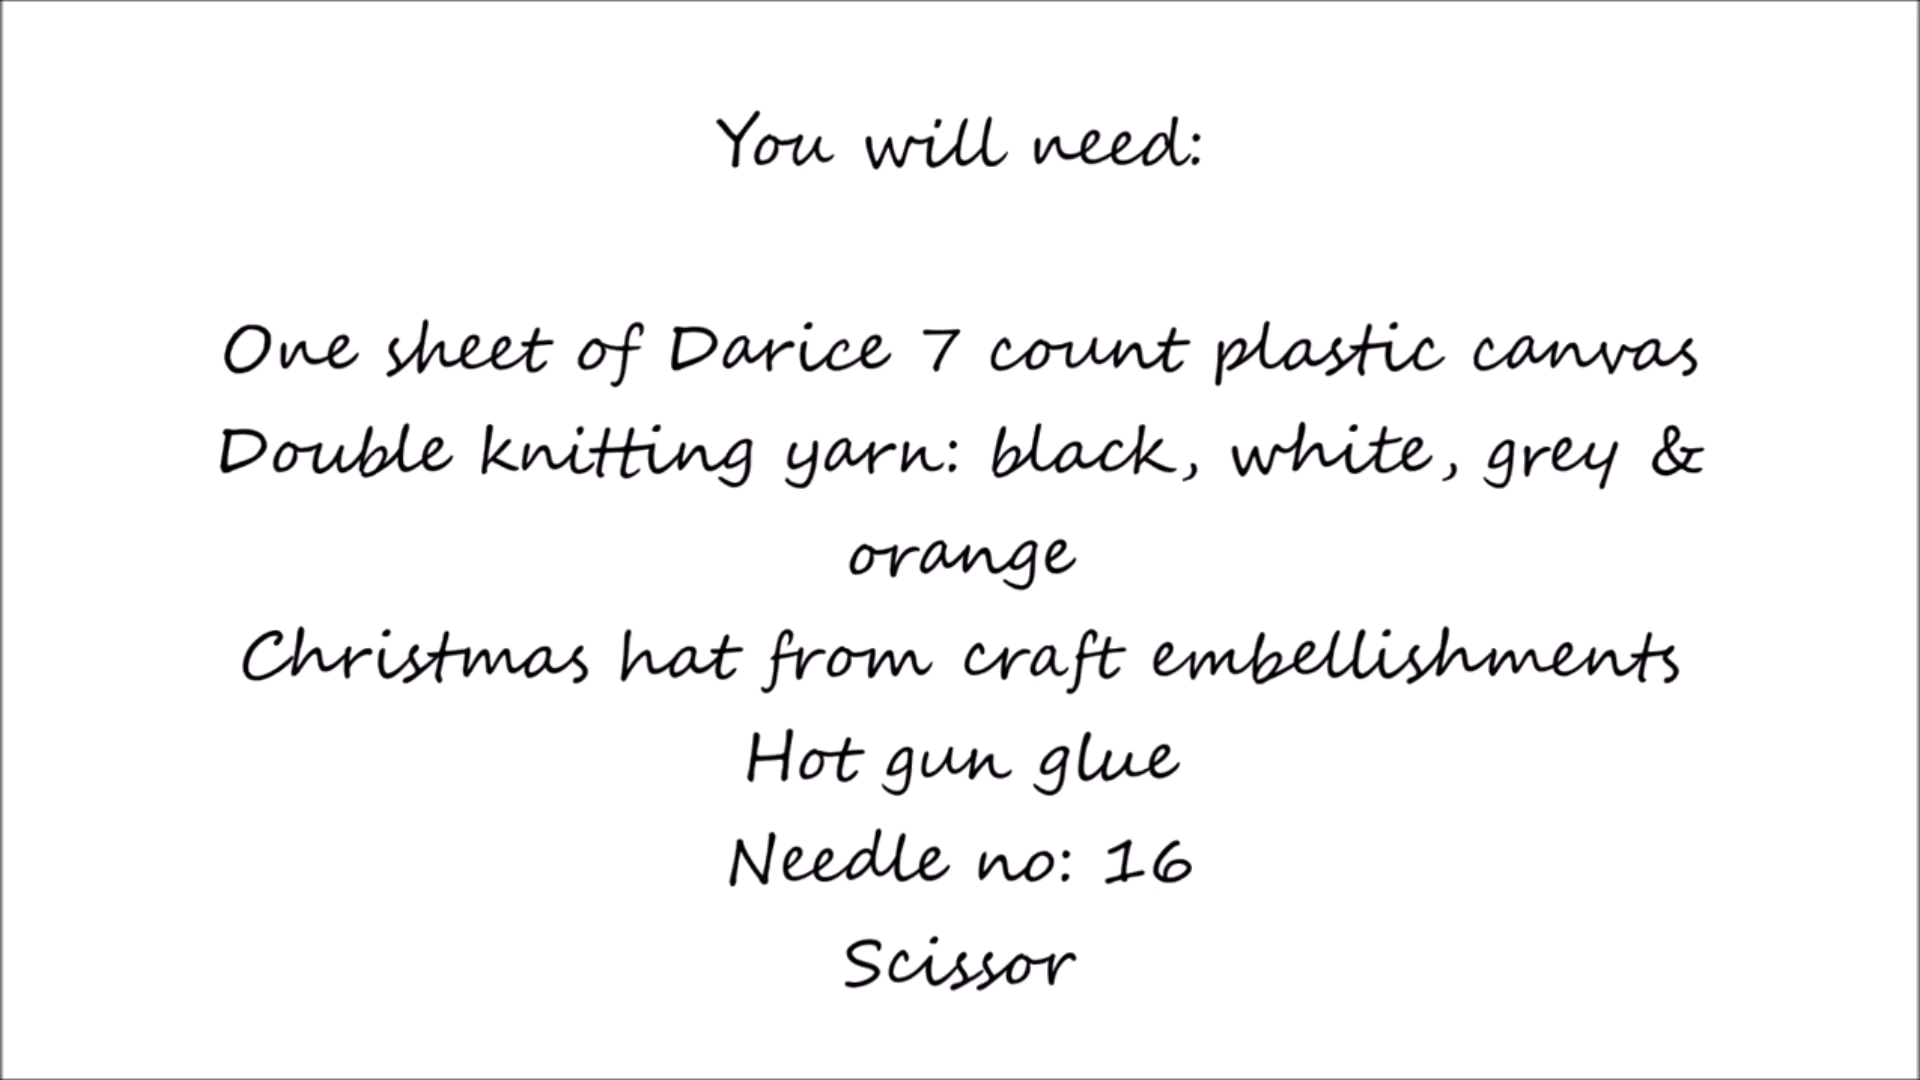 You will need:
One sheet of Darice 7 count plastic canvas
Double knitting yarn: black, white, grey &
orange
Christmas hat from craft embellishments
Hot gun glue
Needle no: 16
Scissor